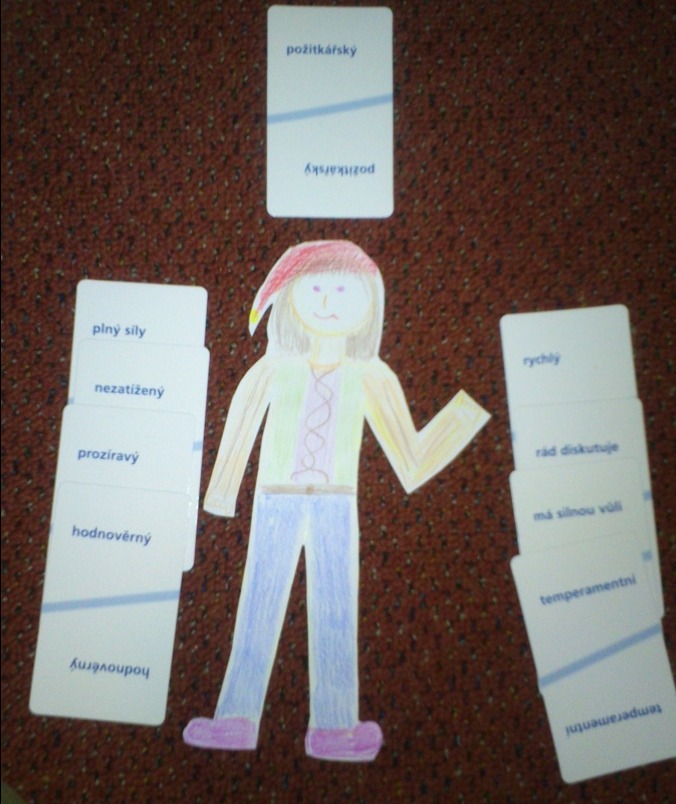 požitkářský
požitkářský
plný síly
nezatížený
prozíravý
hodnověrný
hodnověrný
rychlý
rád diskutuje
má silnou vůli
temperamentní
temperamentní